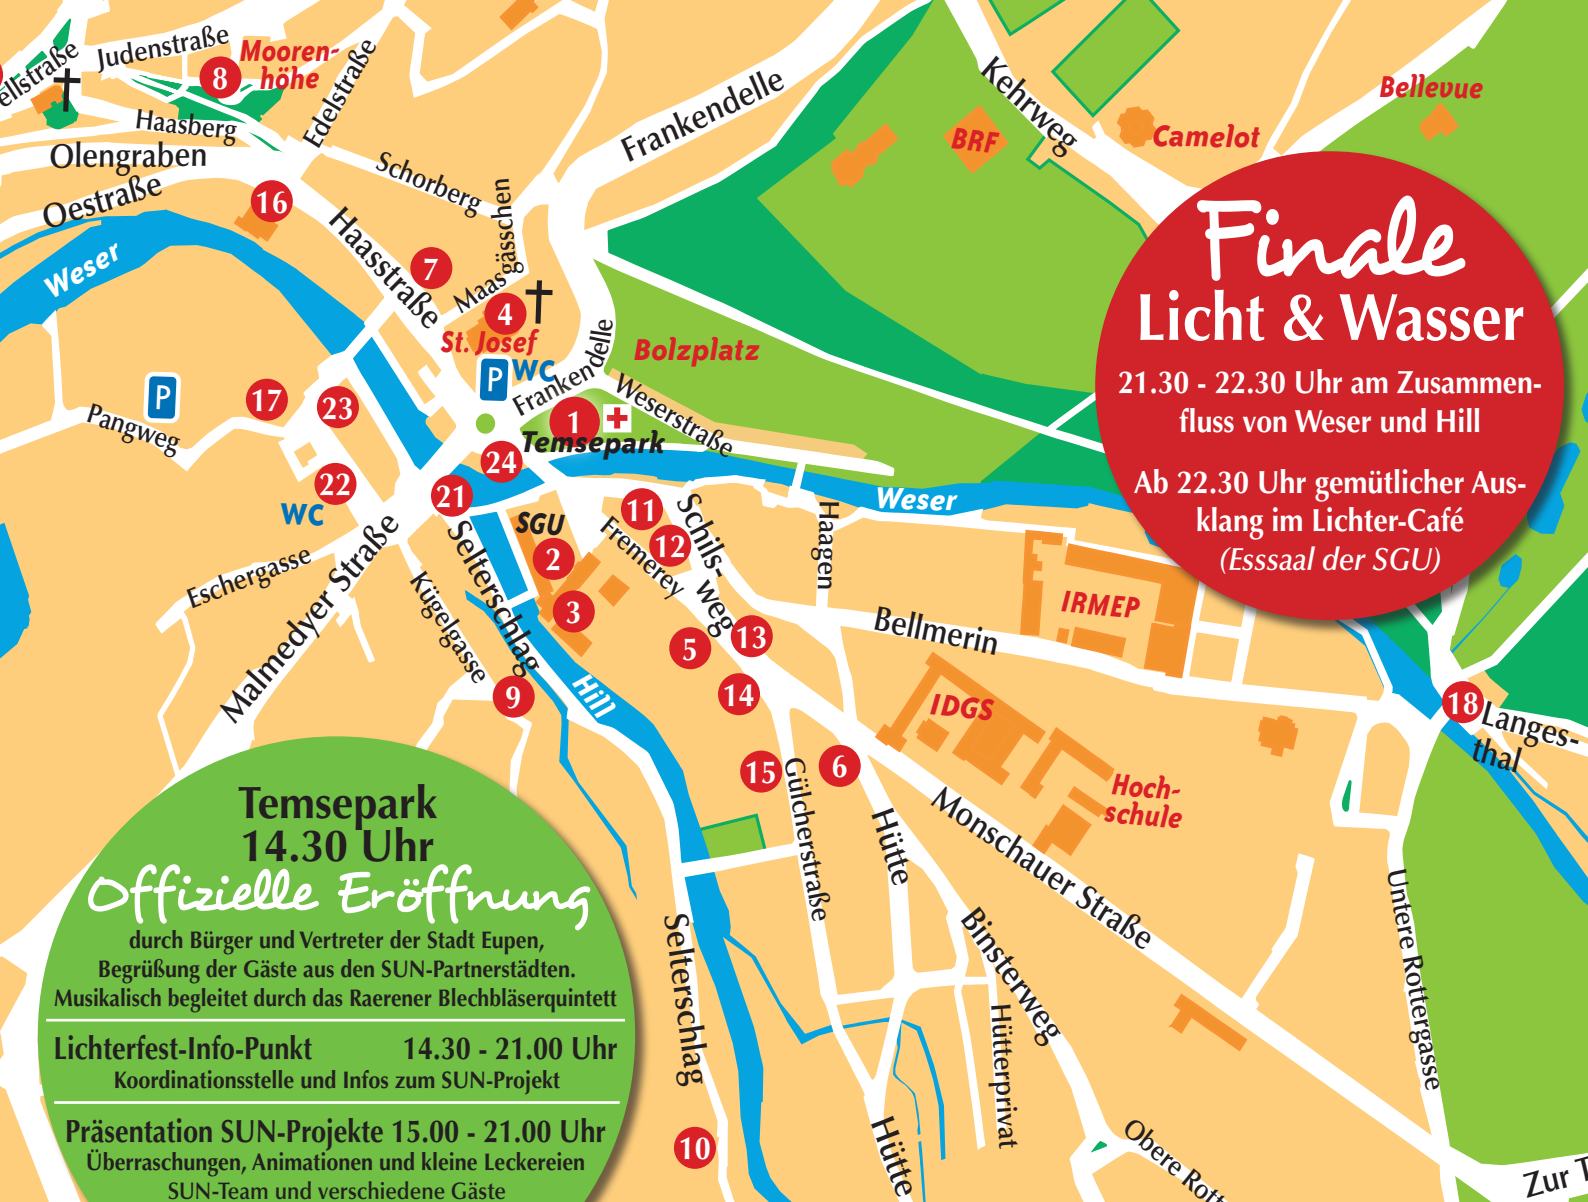 Judenstraße
Mooren-
höhe
8
ellstraße
Edelstraße
Haasberg
Olengraben
Oestraße
Schorberg
Frankendelle
Kehrweg
Bellevue
BRF
Camelot
16
Weser
Haasstraße
Maasgässchen
7
4
St. Josef
P
WC
Frankendelle
Bolzplatz
Weserstraße
1
Temsepark
P
Pangweg
17
23
22
WC
24
21
Finale
Licht & Wasser
21.30 - 22.30 Uhr am Zusammen-
fluss von Weser und Hill
Ab 22.30 Uhr gemütlicher Aus-
klang im Lichter-Café
(Esssaal der SGU)
Weser
Eschergasse
Malmedyer Straße
Kügelgasse
Selterschlag
SGU
2
3
Fremerey
11
12
Schils-
weg
Haagen
Bellmerin
IRMEP
5
13
14
9
Hill
IDGS
18
Langes-
thal
15
6
Gülcherstraße
Hütte
Hoch-
schule
Monschauer Straße
Binsterweg
Untere Rottergasse
Selterschlag
Hütterprivat
10
Hütte
Obere Rott
Zur T
Temsepark
14.30 Uhr
Offizielle Eröffnung
durch Bürger und Vertreter der Stadt Eupen,
Begrüßung der Gäste aus den SUN-Partnerstädten.
Musikalisch begleitet durch das Raerener Blechbläserquintett
Lichterfest-Info-Punkt 14.30 - 21.00 Uhr
Koordinationsstelle und Infos zum SUN-Projekt
Präsentation SUN-Projekte 15.00 - 21.00 Uhr
Überraschungen, Animationen und kleine Leckereien
SUN-Team und verschiedene Gäste